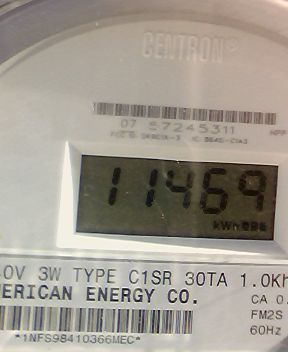 CENTRON®
07 57245311
11469
kWh
0V 3W TYPE C1SR 30TA 1.0Kh
ERICAN ENERGY CO.
CA 0.
FM2S
60Hz
*1NFS98410366MEC*